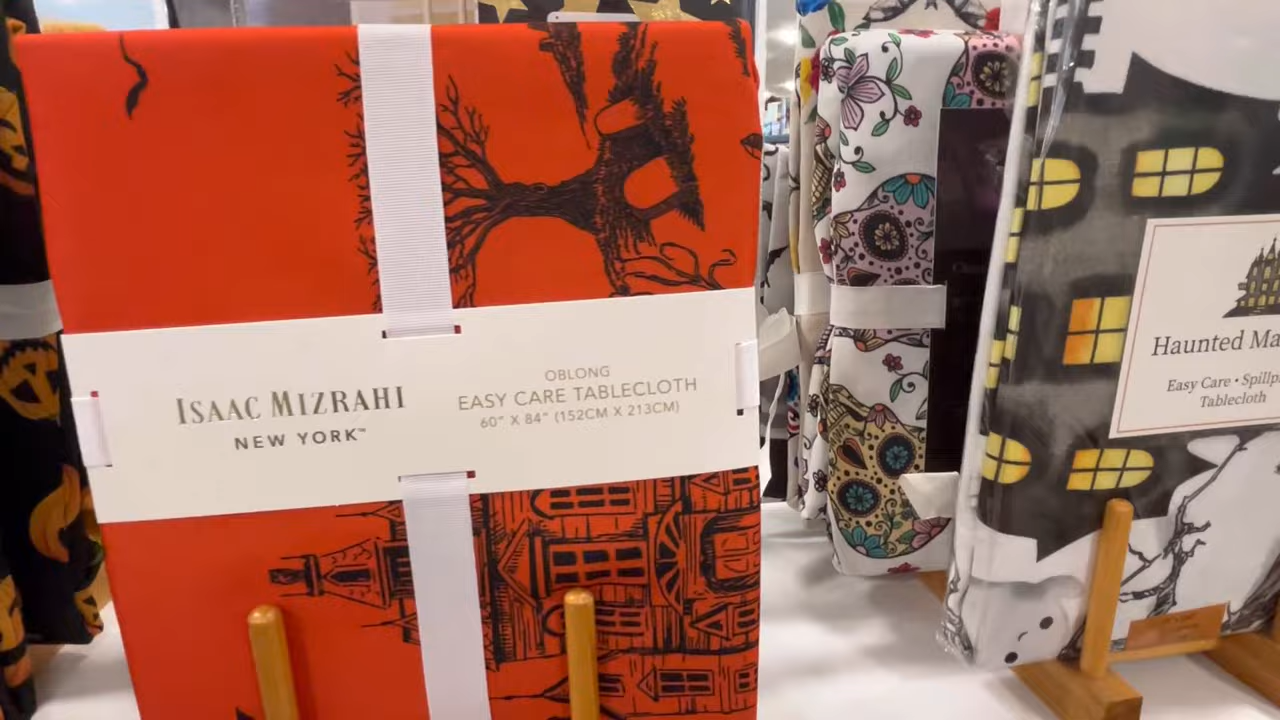 ISAAC MIZRAHI
NEW YORK™
OBLONG
EASY CARE TABLECLOTH
60" X 84" (152CM X 213CM)
Haunted Ma
Easy Care • Spillp
Tablecloth